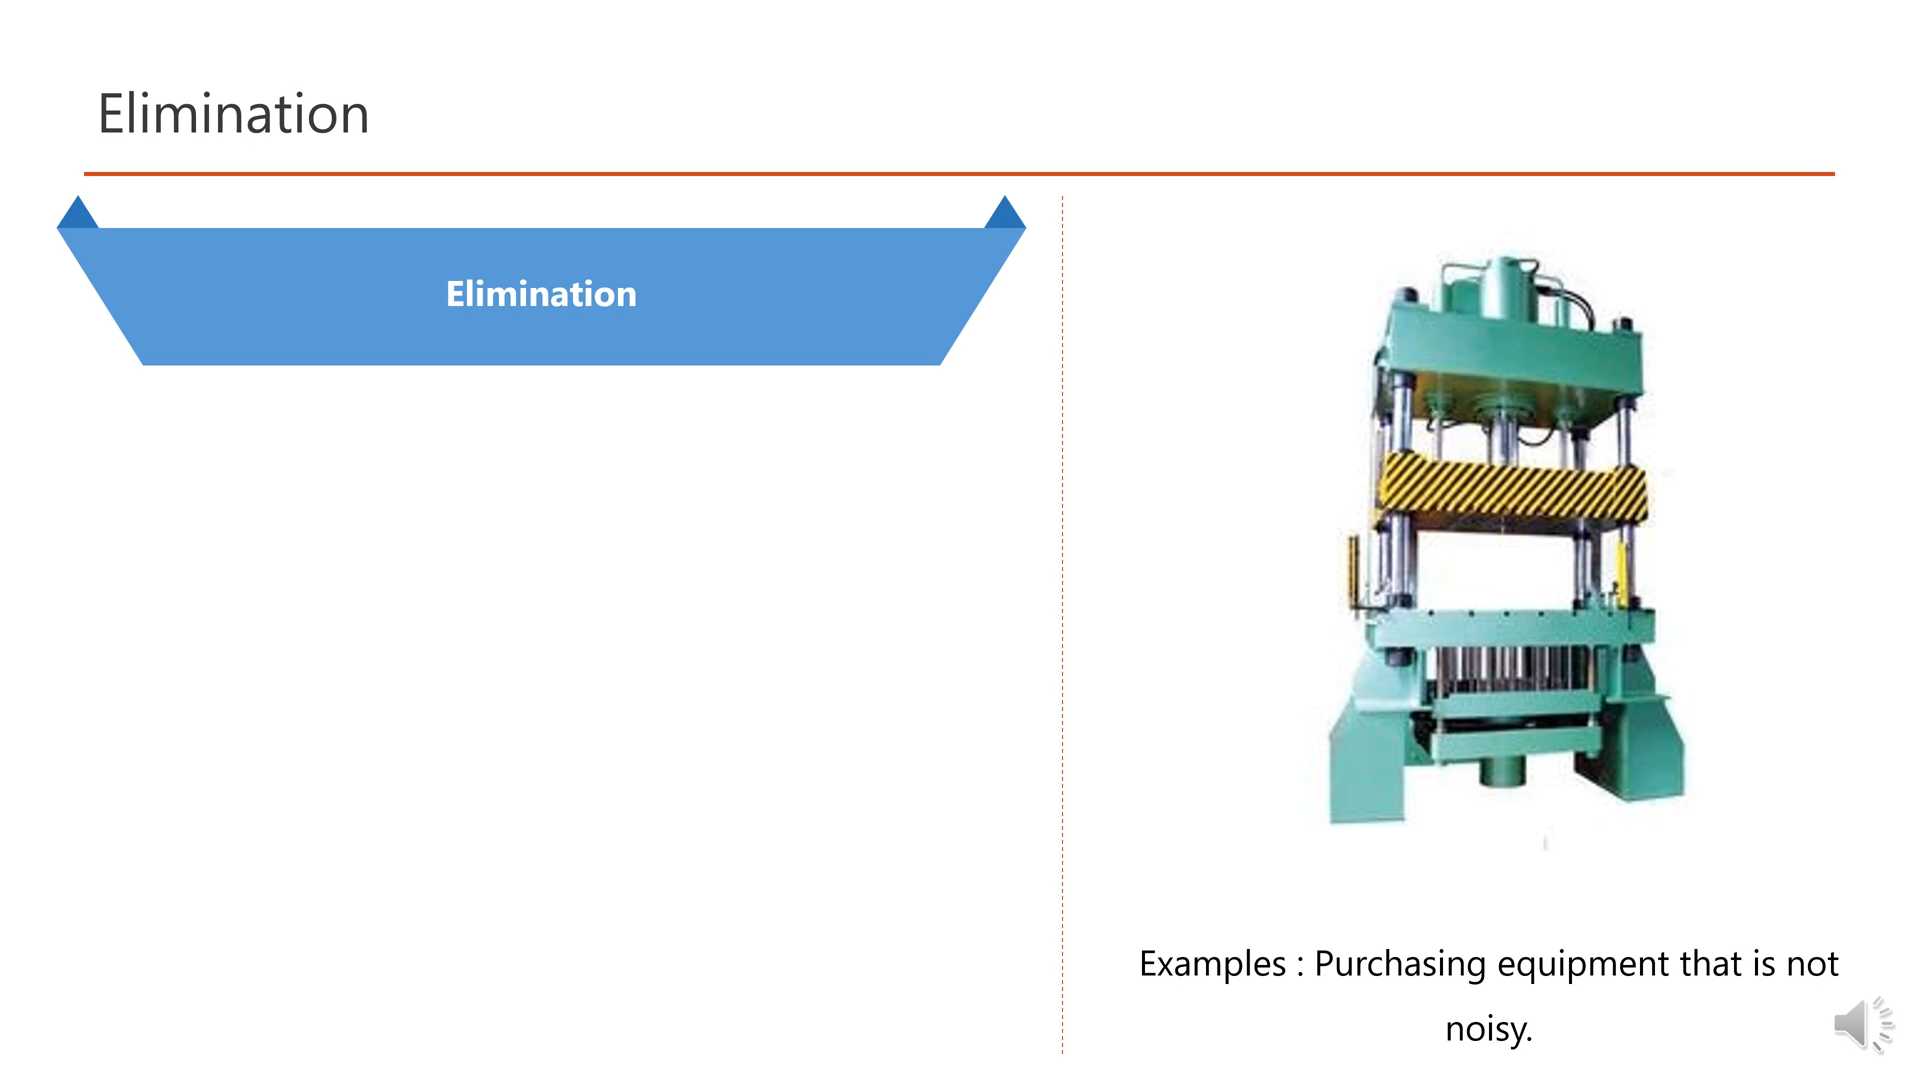 Elimination
Elimination
Examples : Purchasing equipment that is not
noisy.